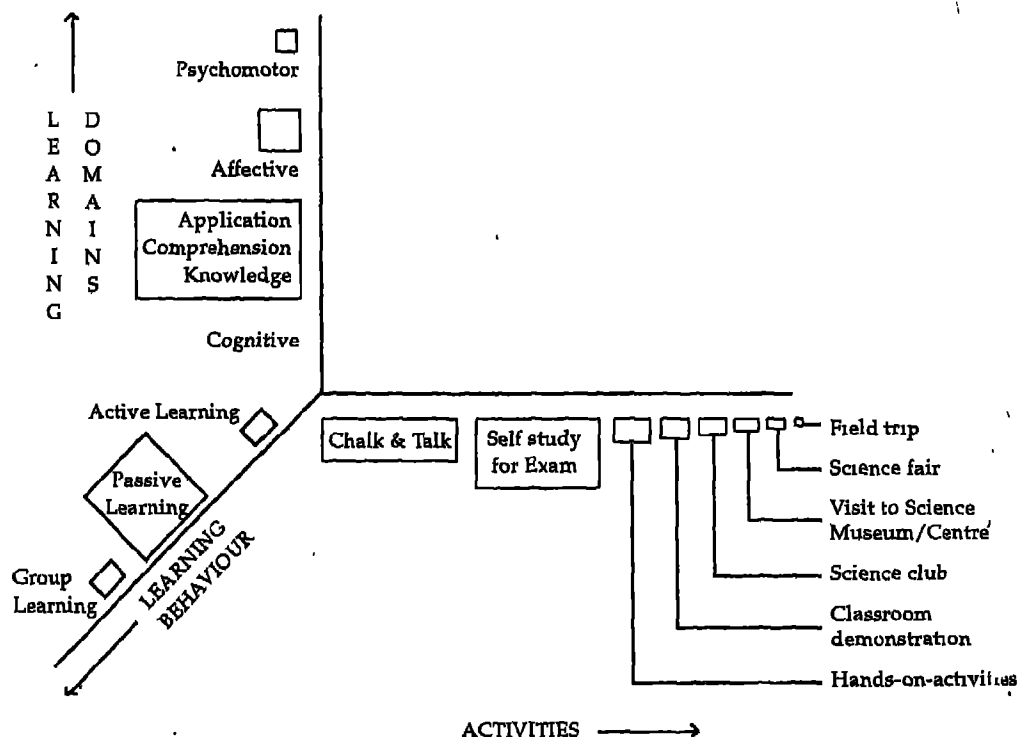 Psychomotor
LEARNING
DOMAINS
Affective
Application
Comprehension
Knowledge
Cognitive
Active Learning
Passive
Learning
Group
Learning
LEARNING
BEHAVIOUR
Chalk & Talk
Self study
for Exam
Field trip
Science fair
Visit to Science
Museum/Centre
Science club
Classroom
demonstration
Hands-on-activities
ACTIVITIES